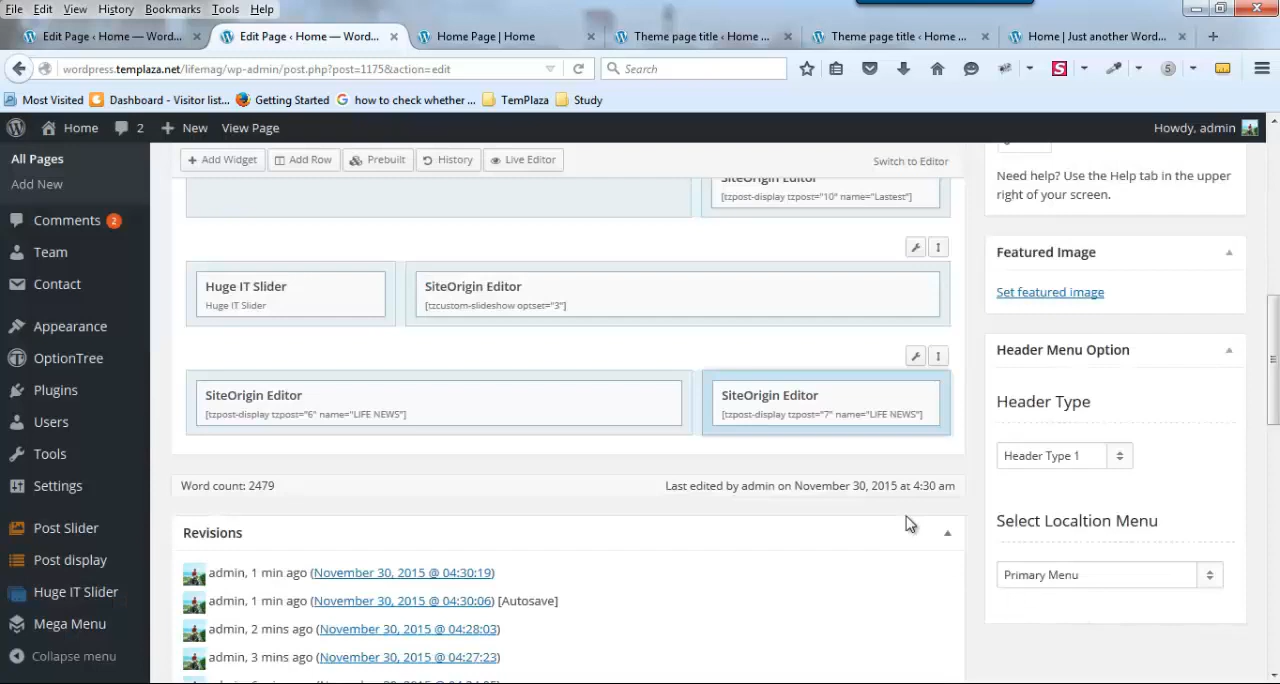 File Edit View History Bookmarks Tools Help
Edit Page ‹ Home — Word... × Edit Page ‹ Home — Word... × Home Page | Home × Theme page title ‹ Home ... × Theme page title ‹ Home ... × Home | Just another Word... × +
wordpress.templaza.net/lifemag/wp-admin/post.php?post=1175&action=edit Search S 5
Most Visited Dashboard - Visitor list... Getting Started how to check whether ... TemPlaza Study
Home 2 + New View Page Howdy, admin
All Pages
Add New
Comments 2
Team
Contact
Appearance
OptionTree
Plugins
Users
Tools
Settings
Post Slider
Post display
Huge IT Slider
Mega Menu
Collapse menu
+ Add Widget Add Row Prebuilt History Live Editor Switch to Editor
SiteOrigin Editor
[tzpost-display tzpost="10" name="Lastest"]
Huge IT Slider
Huge IT Slider
SiteOrigin Editor
[tzcustom-slideshow optset="3"]
SiteOrigin Editor
[tzpost-display tzpost="6" name="LIFE NEWS"]
SiteOrigin Editor
[tzpost-display tzpost="7" name="LIFE NEWS"]
Word count: 2479 Last edited by admin on November 30, 2015 at 4:30 am
Revisions
admin, 1 min ago (November 30, 2015 @ 04:30:19)
admin, 1 min ago (November 30, 2015 @ 04:30:06) [Autosave]
admin, 2 mins ago (November 30, 2015 @ 04:28:03)
admin, 3 mins ago (November 30, 2015 @ 04:27:23)
Need help? Use the Help tab in the upper
right of your screen.
Featured Image
Set featured image
Header Menu Option
Header Type
Header Type 1
Select Localtion Menu
Primary Menu